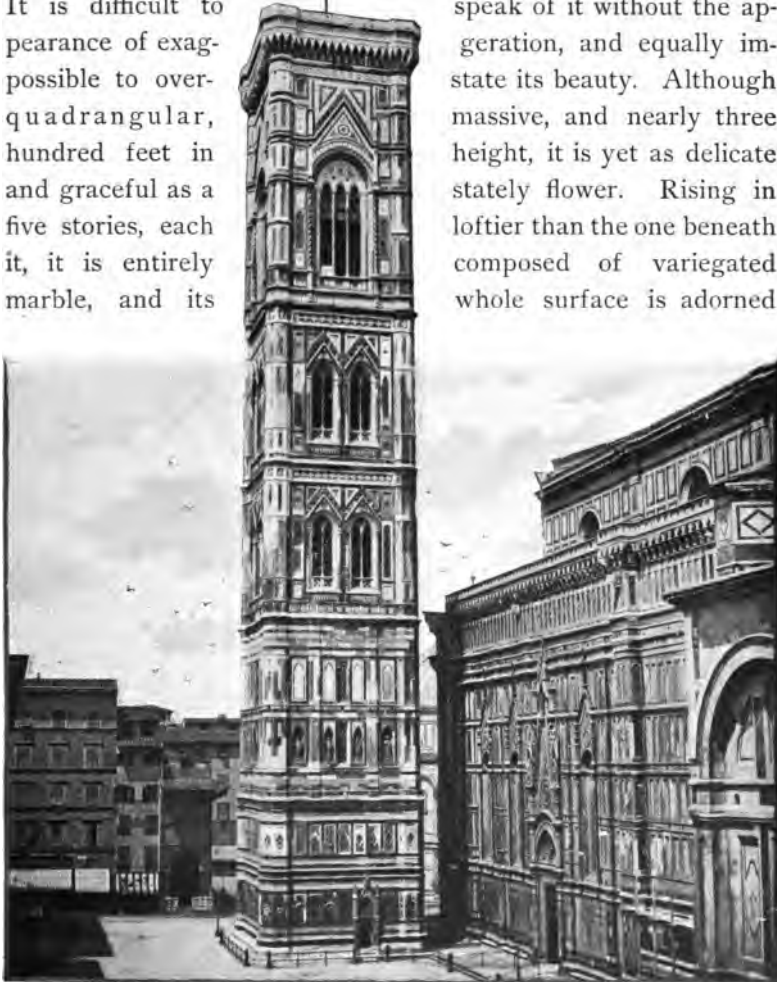 It is difficult to speak of it without the ap-
pearance of exag- geration, and equally im-
possible to over- state its beauty. Although
quadrangular, massive, and nearly three
hundred feet in height, it is yet as delicate
and graceful as a stately flower. Rising in
five stories, each loftier than the one beneath
it, it is entirely composed of variegated
marble, and its whole surface is adorned